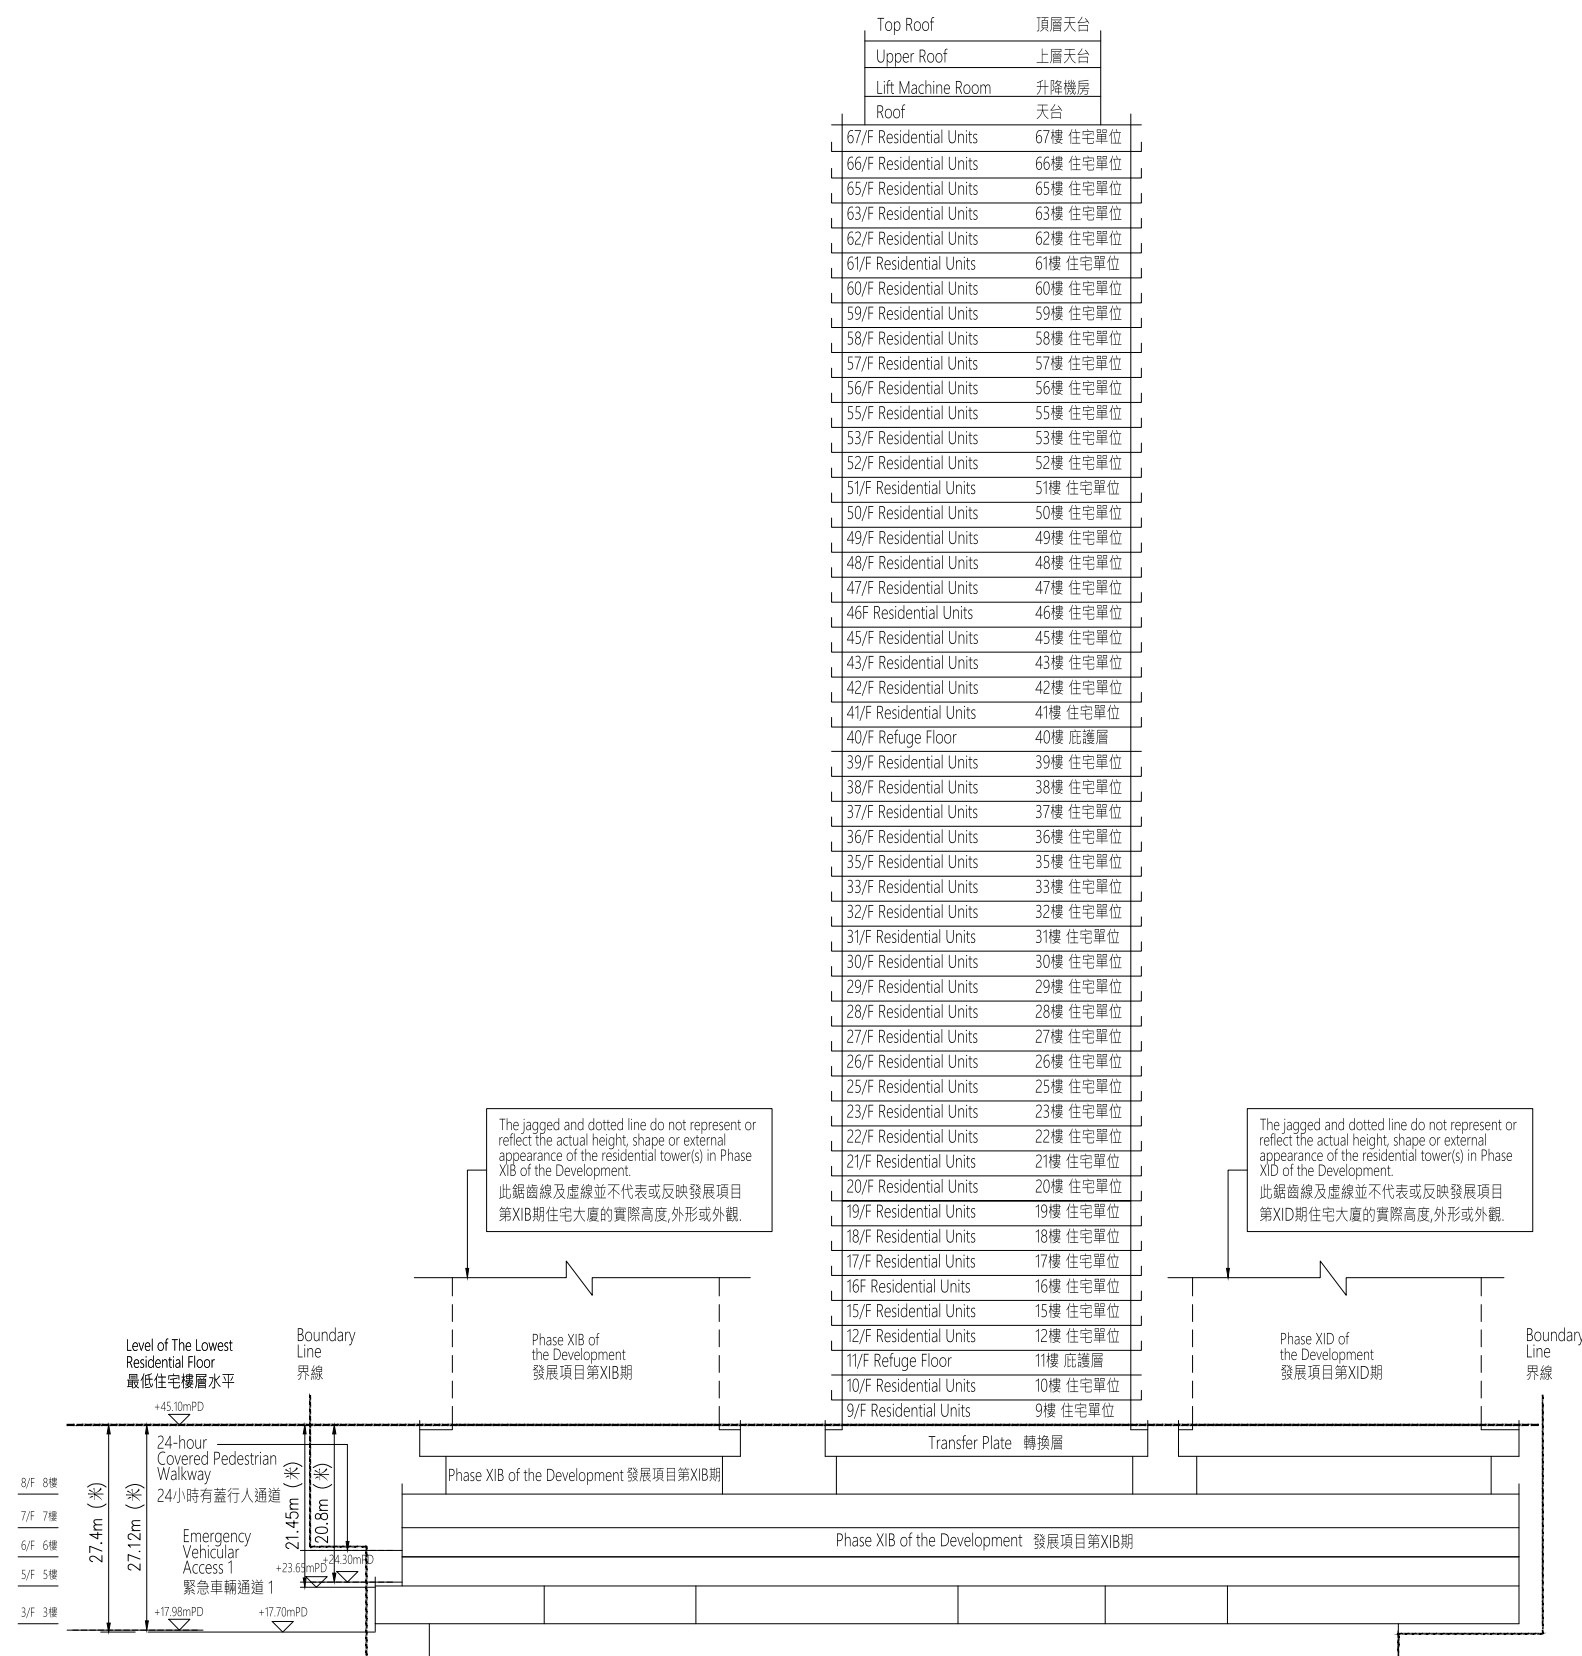 Top Roof 頂層天台
Upper Roof 上層天台
Lift Machine Room 升降機房
Roof 天台
67/F Residential Units 67樓 住宅單位
66/F Residential Units 66樓 住宅單位
65/F Residential Units 65樓 住宅單位
63/F Residential Units 63樓 住宅單位
62/F Residential Units 62樓 住宅單位
61/F Residential Units 61樓 住宅單位
60/F Residential Units 60樓 住宅單位
59/F Residential Units 59樓 住宅單位
58/F Residential Units 58樓 住宅單位
57/F Residential Units 57樓 住宅單位
56/F Residential Units 56樓 住宅單位
55/F Residential Units 55樓 住宅單位
53/F Residential Units 53樓 住宅單位
52/F Residential Units 52樓 住宅單位
51/F Residential Units 51樓 住宅單位
50/F Residential Units 50樓 住宅單位
49/F Residential Units 49樓 住宅單位
48/F Residential Units 48樓 住宅單位
47/F Residential Units 47樓 住宅單位
46F Residential Units 46樓 住宅單位
45/F Residential Units 45樓 住宅單位
43/F Residential Units 43樓 住宅單位
42/F Residential Units 42樓 住宅單位
41/F Residential Units 41樓 住宅單位
40/F Refuge Floor 40樓 庇護層
39/F Residential Units 39樓 住宅單位
38/F Residential Units 38樓 住宅單位
37/F Residential Units 37樓 住宅單位
36/F Residential Units 36樓 住宅單位
35/F Residential Units 35樓 住宅單位
33/F Residential Units 33樓 住宅單位
32/F Residential Units 32樓 住宅單位
31/F Residential Units 31樓 住宅單位
30/F Residential Units 30樓 住宅單位
29/F Residential Units 29樓 住宅單位
28/F Residential Units 28樓 住宅單位
27/F Residential Units 27樓 住宅單位
26/F Residential Units 26樓 住宅單位
25/F Residential Units 25樓 住宅單位
23/F Residential Units 23樓 住宅單位
22/F Residential Units 22樓 住宅單位
21/F Residential Units 21樓 住宅單位
20/F Residential Units 20樓 住宅單位
19/F Residential Units 19樓 住宅單位
18/F Residential Units 18樓 住宅單位
17/F Residential Units 17樓 住宅單位
16F Residential Units 16樓 住宅單位
15/F Residential Units 15樓 住宅單位
12/F Residential Units 12樓 住宅單位
11/F Refuge Floor 11樓 庇護層
10/F Residential Units 10樓 住宅單位
9/F Residential Units 9樓 住宅單位
The jagged and dotted line do not represent or
reflect the actual height, shape or external
appearance of the residential tower(s) in Phase
XIB of the Development.
此鋸齒線及虛線並不代表或反映發展項目
第XIB期住宅大廈的實際高度,外形或外觀.
The jagged and dotted line do not represent or
reflect the actual height, shape or external
appearance of the residential tower(s) in Phase
XID of the Development.
此鋸齒線及虛線並不代表或反映發展項目
第XID期住宅大廈的實際高度,外形或外觀.
Level of The Lowest
Residential Floor
最低住宅樓層水平
+45.10mPD
Boundary
Line
界線
Phase XIB of
the Development
發展項目第XIB期
Phase XID of
the Development
發展項目第XID期
Boundary
Line
界線
Transfer Plate 轉換層
24-hour
Covered Pedestrian
Walkway
24小時有蓋行人通道
Phase XIB of the Development 發展項目第XIB期
Phase XIB of the Development 發展項目第XIB期
Emergency
Vehicular
Access 1
緊急車輛通道 1
27.4m (米)
27.12m (米)
21.45m (米)
20.8m (米)
+23.65mPD
+24.30mPD
+17.98mPD
+17.70mPD
8/F 8樓
7/F 7樓
6/F 6樓
5/F 5樓
3/F 3樓